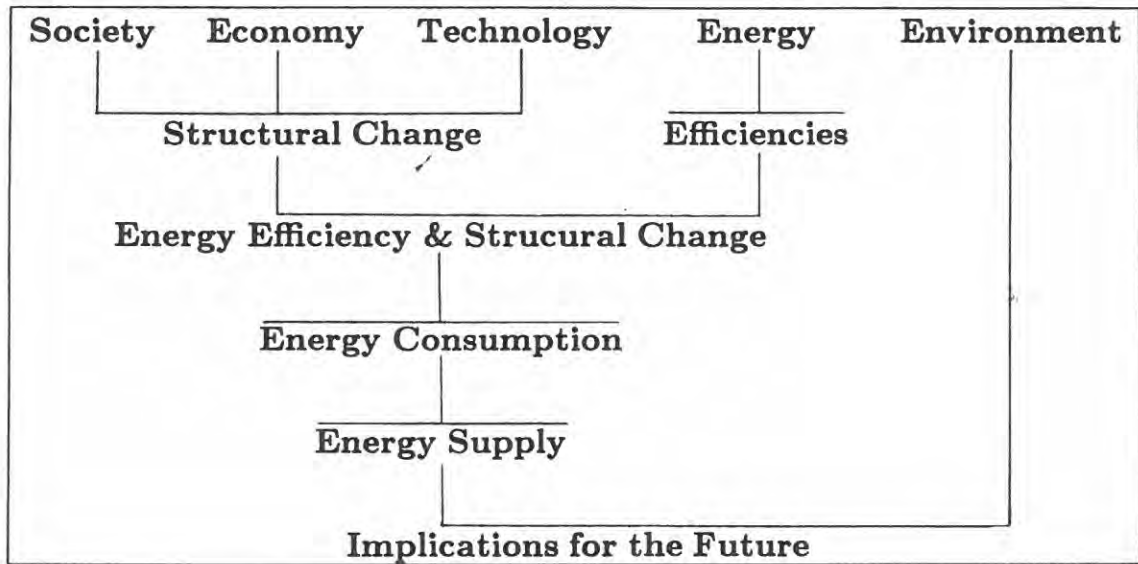 Society Economy Technology Energy Environment
Structural Change Efficiencies
Energy Efficiency & Strucural Change
Energy Consumption
Energy Supply
Implications for the Future